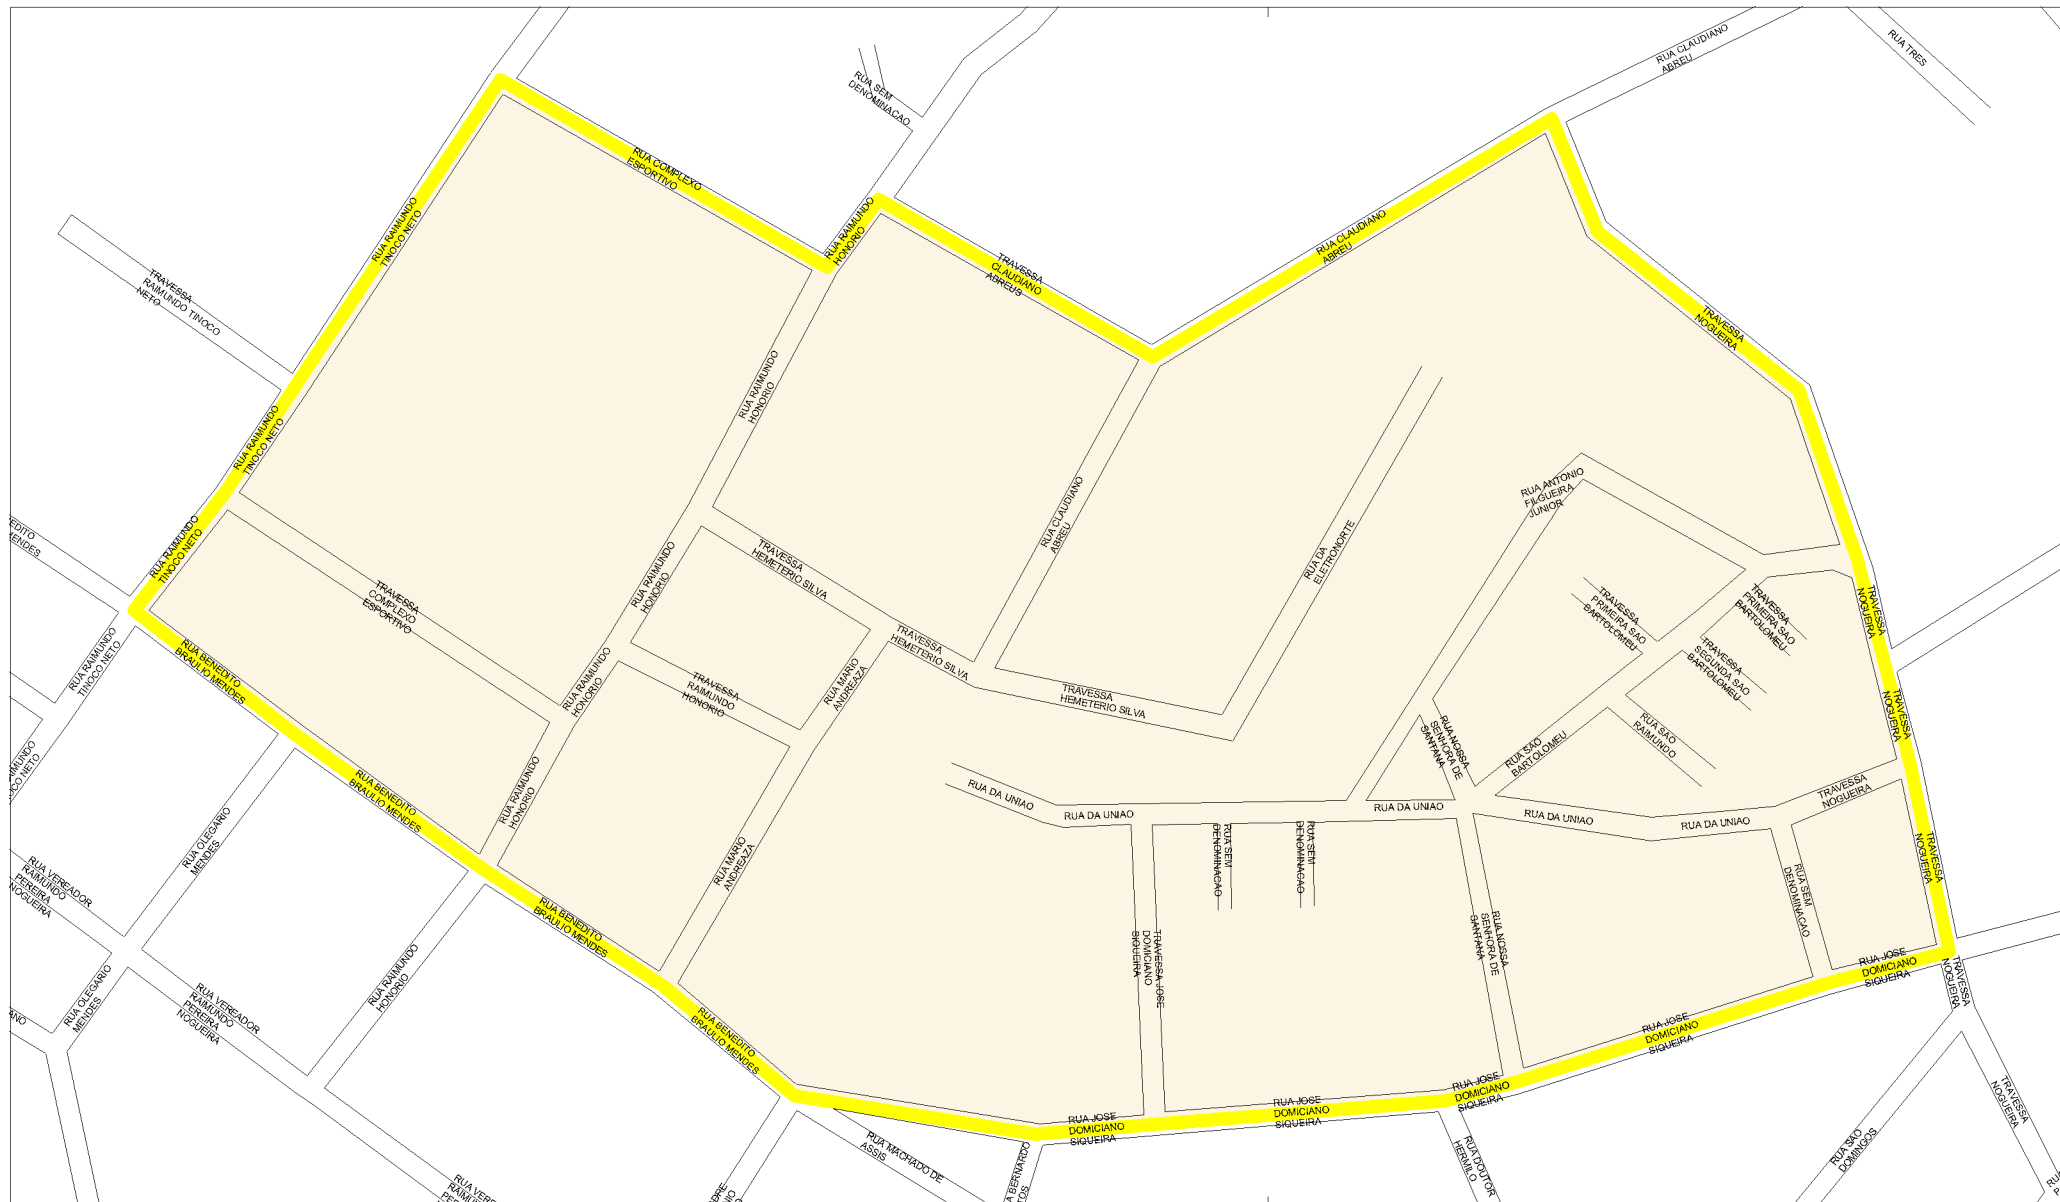 RUA CLAUDIANO
ABREU
RUA TRES
RUA SEM
DENOMINACAO
RUA COMPLEXO
ESPORTIVO
RUA RAIMUNDO
TINOCO NETO
RUA RAIMUNDO
HONORIO
TRAVESSA
CLAUDIANO
ABREUS
RUA CLAUDIANO
ABREU
TRAVESSA
RAIMUNDO TINOCO
NETO
TRAVESSA
NOGUEIRA
RUA RAIMUNDO
HONORIO
RUA RAIMUNDO
TINOCO NETO
RUA ANTONIO
FILGUEIRA
JUNIOR
RUA CLAUDIANO
ABREU
RUA DA
ELETRONORTE
RUA RAIMUNDO
TINOCO NETO
EDITO
MENDES
TRAVESSA
HEMETERIO SILVA
RUA RAIMUNDO
HONORIO
TRAVESSA
COMPLEXO
ESPORTIVO
TRAVESSA
PRIMEIRA SAO
BARTOLOMEU
TRAVESSA
PRIMEIRA SAO
BARTOLOMEU
TRAVESSA
NOGUEIRA
RUA RAIMUNDO
TINOCO NETO
RUA BENEDITO
BRAULIO MENDES
TRAVESSA
HEMETERIO SILVA
TRAVESSA
SEGUNDA SAO
BARTOLOMEU
RUA RAIMUNDO
HONORIO
TRAVESSA
RAIMUNDO
HONORIO
RUA MARIO
ANDREAZA
TRAVESSA
HEMETERIO SILVA
TRAVESSA
NOGUEIRA
RUA NOSSA
SENHORA DE
SANTANA
RUA SAO
BARTOLOMEU
RUA SAO
RAIMUNDO
IMUNDO
OCO NETO
RUA BENEDITO
BRAULIO MENDES
RUA RAIMUNDO
HONORIO
RUA DA UNIAO
RUA DA UNIAO
RUA DA UNIAO
RUA DA UNIAO
RUA DA UNIAO
TRAVESSA
NOGUEIRA
RUA OLEGARIO
MENDES
RUA MARIO
ANDREAZA
RUA SEM
DENOMINACAO
RUA SEM
DENOMINACAO
RUA SEM
DENOMINACAO
TRAVESSA
NOGUEIRA
RUA VEREADOR
RAIMUNDO
PEREIRA
NOGUEIRA
RUA BENEDITO
BRAULIO MENDES
RUA RAIMUNDO
HONORIO
TRAVESSA JOSE
DOMICIANO
SIQUEIRA
RUA NOSSA
SENHORA DE
SANTANA
RUA JOSE
DOMICIANO
SIQUEIRA
TRAVESSA
NOGUEIRA
RUA OLEGARIO
MENDES
ANO
RUA VEREADOR
RAIMUNDO
PEREIRA
NOGUEIRA
RUA BENEDITO
BRAULIO MENDES
RUA JOSE
DOMICIANO
SIQUEIRA
RUA JOSE
DOMICIANO
SIQUEIRA
RUA JOSE
DOMICIANO
SIQUEIRA
RUA JOSE
DOMICIANO
SIQUEIRA
RUA MACHADO DE
ASSIS
RUA DOUTOR
HERMILO
RUA SAO
DOMINGOS
TRAVESSA
NOGUEIRA
BERNARDO